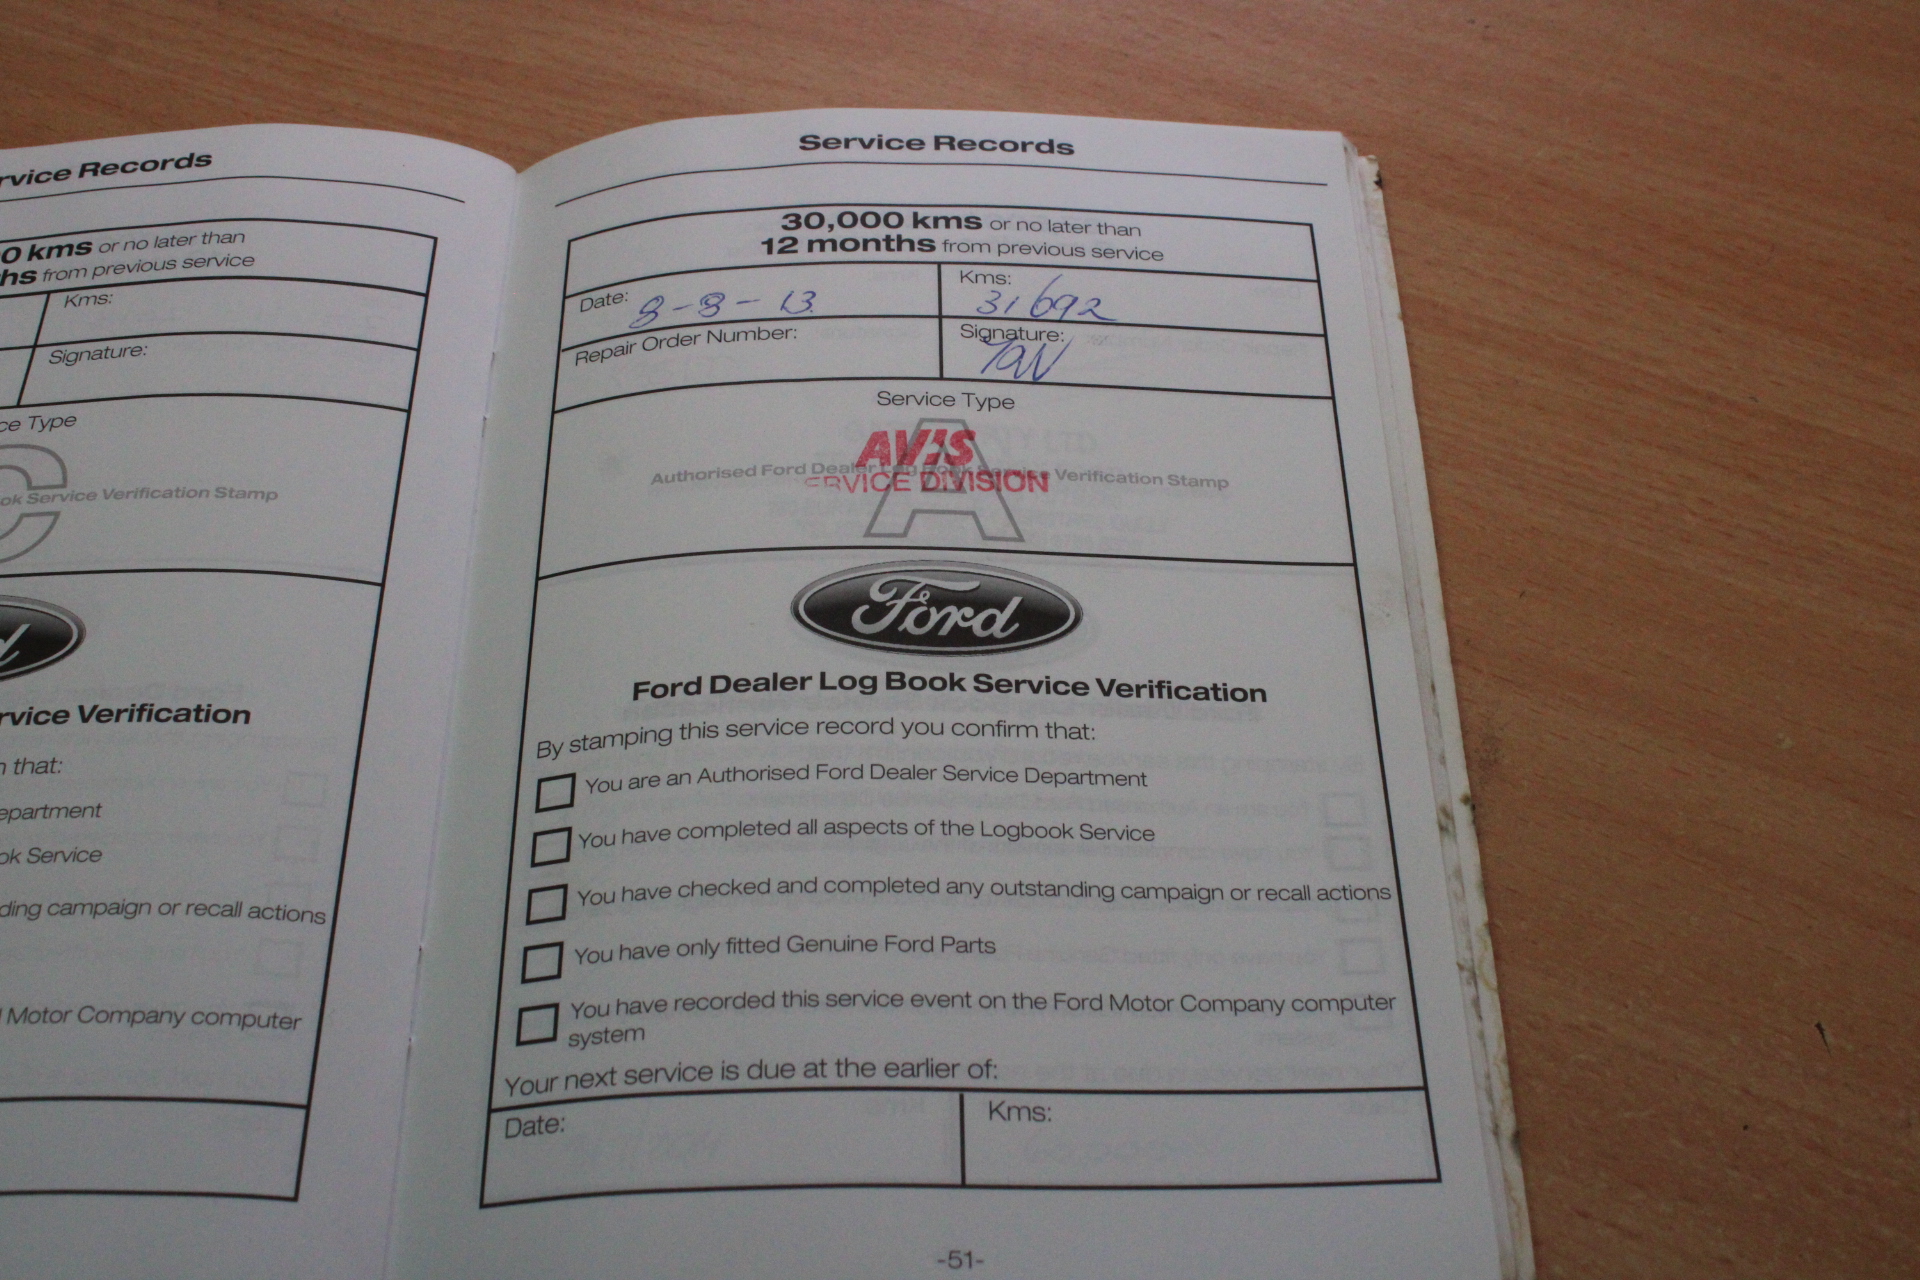 rvice Records
0 kms or no later than
hs from previous service
Kms:
Signature:
ce Type
C
ok Service Verification Stamp
d
rvice Verification
n that:
epartment
ok Service
ding campaign or recall actions
Motor Company computer
Service Records
30,000 kms or no later than
12 months from previous service
Date: 8-8-13 Kms: 31692
Repair Order Number: Signature:
Service Type
A
AVIS
Authorised Ford Dealer Log Book Service Verification Stamp
ERVICE DIVISION
Ford
Ford Dealer Log Book Service Verification
By stamping this service record you confirm that:
You are an Authorised Ford Dealer Service Department
You have completed all aspects of the Logbook Service
You have checked and completed any outstanding campaign or recall actions
You have only fitted Genuine Ford Parts
You have recorded this service event on the Ford Motor Company computer
system
Your next service is due at the earlier of:
Date: Kms:
-51-